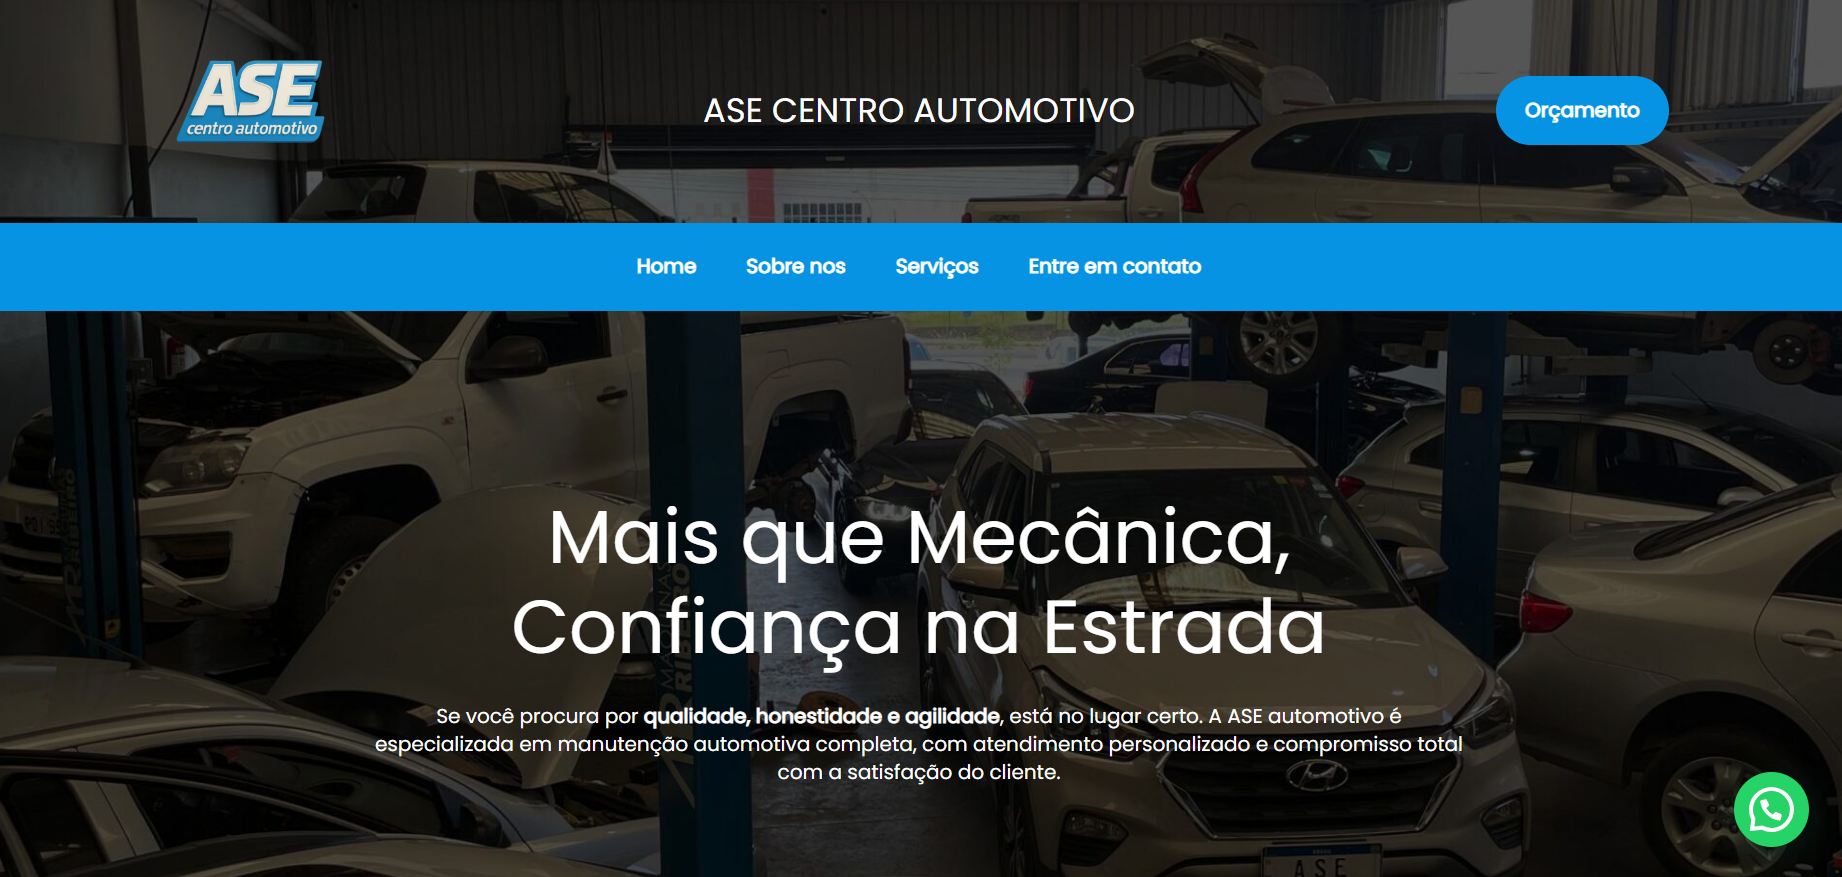 ASE
centro automotivo
ASE CENTRO AUTOMOTIVO
Orçamento
Home Sobre nos Serviços Entre em contato
Mais que Mecânica,
Confiança na Estrada
Se você procura por qualidade, honestidade e agilidade, está no lugar certo. A ASE automotivo é
especializada em manutenção automotiva completa, com atendimento personalizado e compromisso total
com a satisfação do cliente.
ASE